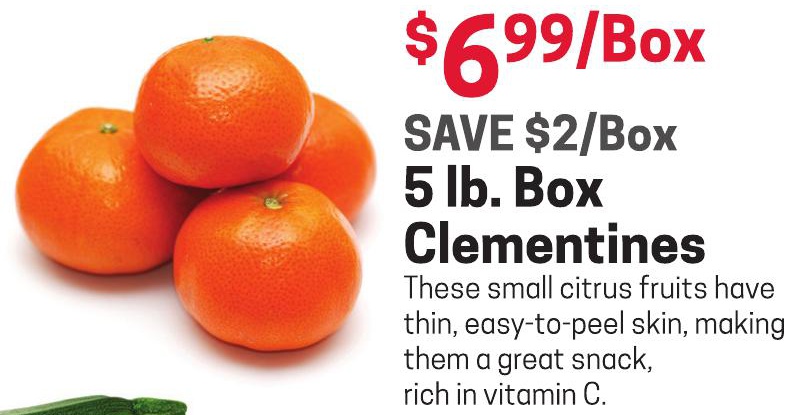 $6.99/Box
SAVE $2/Box
5 lb. Box
Clementines
These small citrus fruits have
thin, easy-to-peel skin, making
them a great snack,
rich in vitamin C.